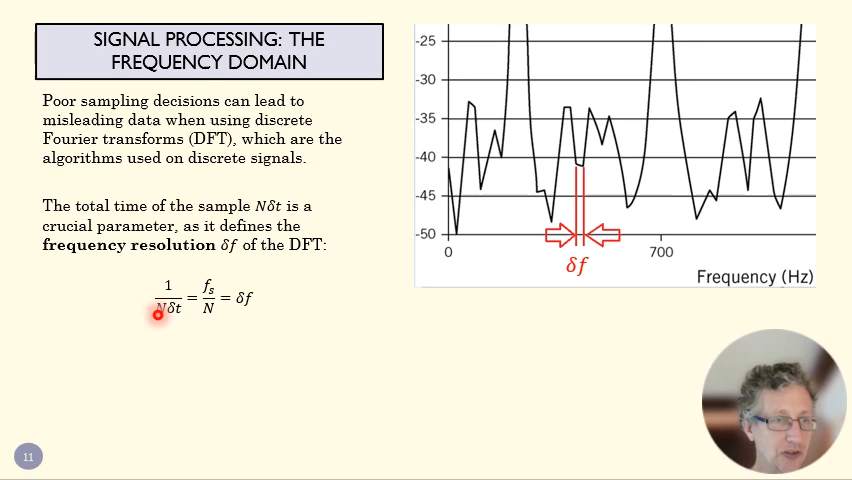 SIGNAL PROCESSING: THE
FREQUENCY DOMAIN
Poor sampling decisions can lead to
misleading data when using discrete
Fourier transforms (DFT), which are the
algorithms used on discrete signals.
The total time of the sample Nδt is a
crucial parameter, as it defines the
frequency resolution δf of the DFT:
1/Nδt = fₛ/N = δf
-25
-30
-35
-40
-45
-50
0 700
Frequency (Hz)
δf
11